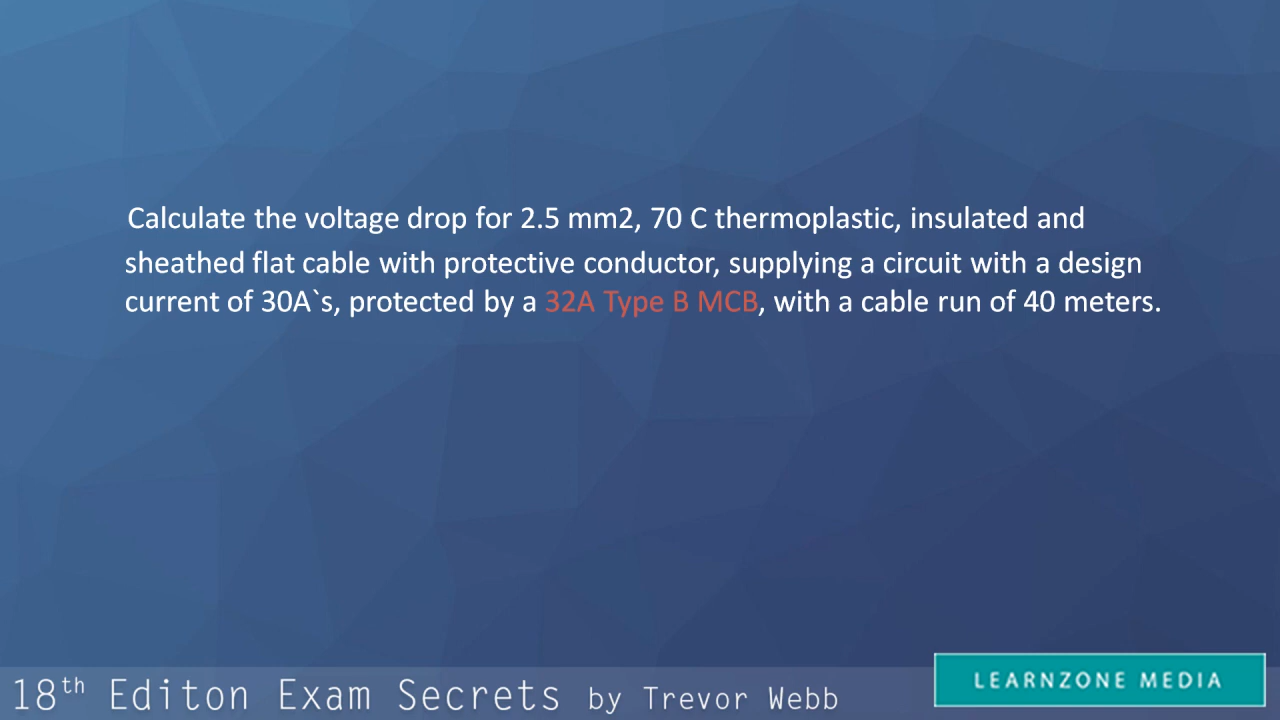 Calculate the voltage drop for 2.5 mm2, 70 C thermoplastic, insulated and
sheathed flat cable with protective conductor, supplying a circuit with a design
current of 30A`s, protected by a 32A Type B MCB, with a cable run of 40 meters.
18th Editon Exam Secrets by Trevor Webb
LEARNZONE MEDIA